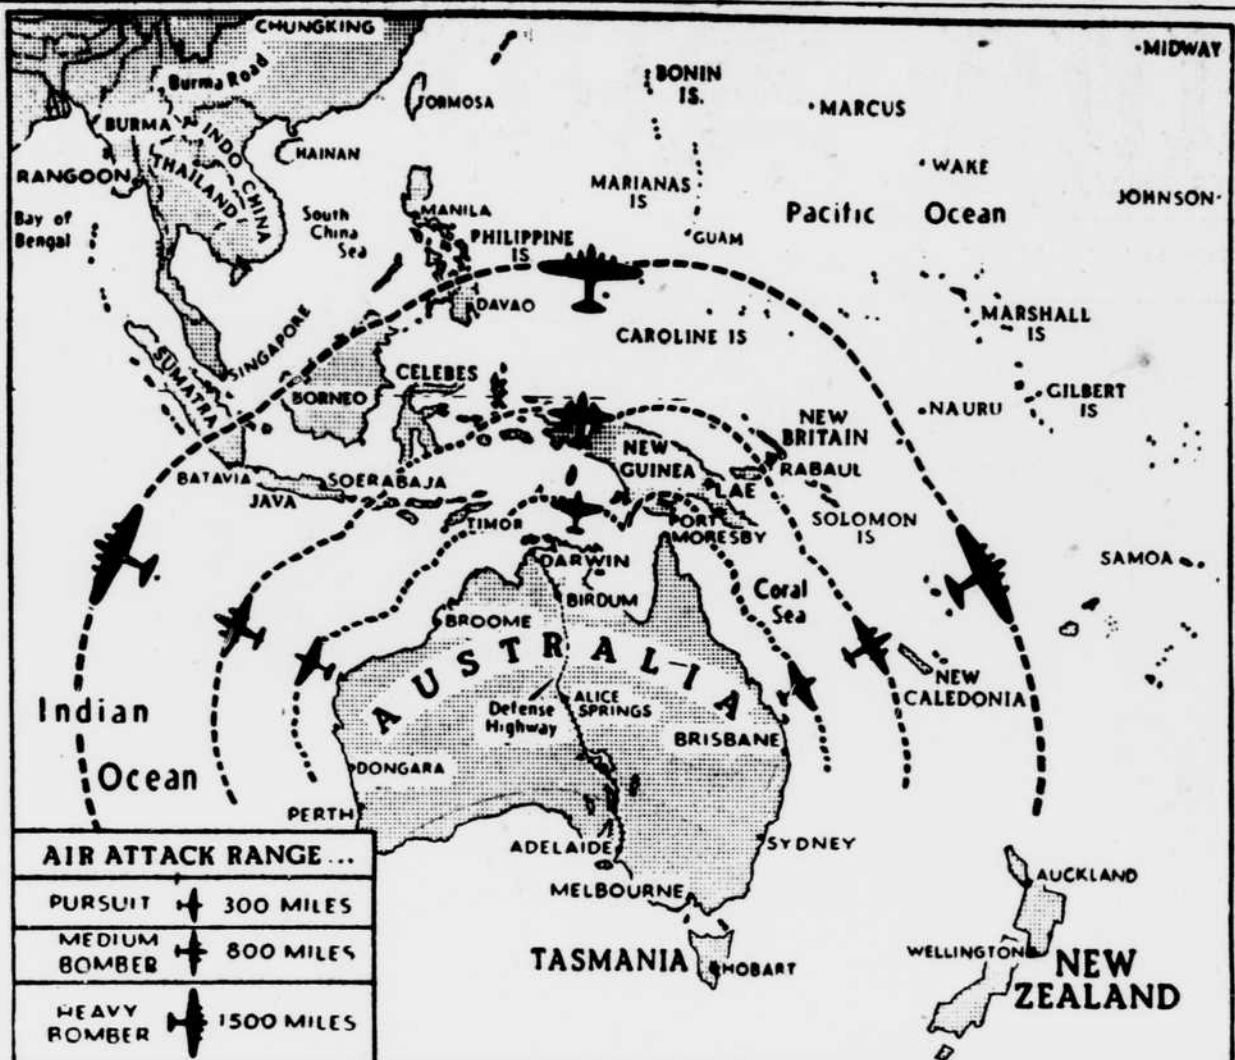 CHUNGKING
MIDWAY
Burma Road
BONIN
IS.
FORMOSA
MARCUS
BURMA
INDO CHINA
HAINAN
WAKE
RANGOON
THAILAND
MARIANAS
IS
JOHNSON
Bay of
Bengal
South
China
Sea
MANILA
Pacific Ocean
PHILIPPINE
IS
GUAM
DAVAO
SINGAPORE
CAROLINE IS
MARSHALL
IS
SUMATRA
CELEBES
BORNEO
NAURU
GILBERT
IS
NEW
BRITAIN
NEW
GUINEA
RABAUL
BATAVIA
JAVA
SOERABAJA
LAE
TIMOR
PORT
MORESBY
SOLOMON
IS
DARWIN
SAMOA
BIRDUM
Coral
Sea
BROOME
AUSTRALIA
NEW
CALEDONIA
Indian
Ocean
Defense
Highway
ALICE
SPRINGS
BRISBANE
DONGARA
PERTH
ADELAIDE
SYDNEY
MELBOURNE
AUCKLAND
TASMANIA
HOBART
WELLINGTON
NEW
ZEALAND
AIR ATTACK RANGE...
PURSUIT 300 MILES
MEDIUM
BOMBER 800 MILES
HEAVY
BOMBER 1500 MILES